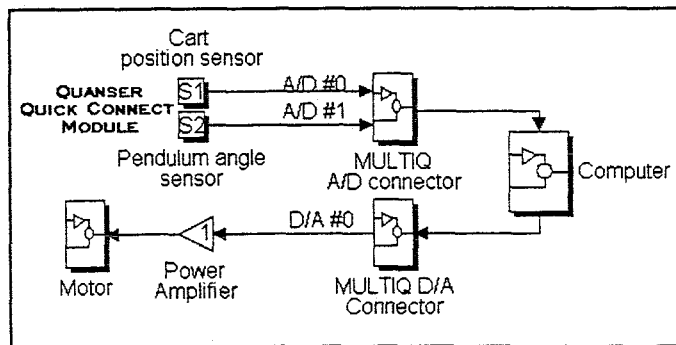 Cart
position sensor
QUANSER
QUICK CONNECT
MODULE
S1
S2
A/D #0
A/D #1
Pendulum angle
sensor
MULTIQ
A/D connector
Computer
D/A #0
1
Motor
Power
Amplifier
MULTIQ D/A
Connector